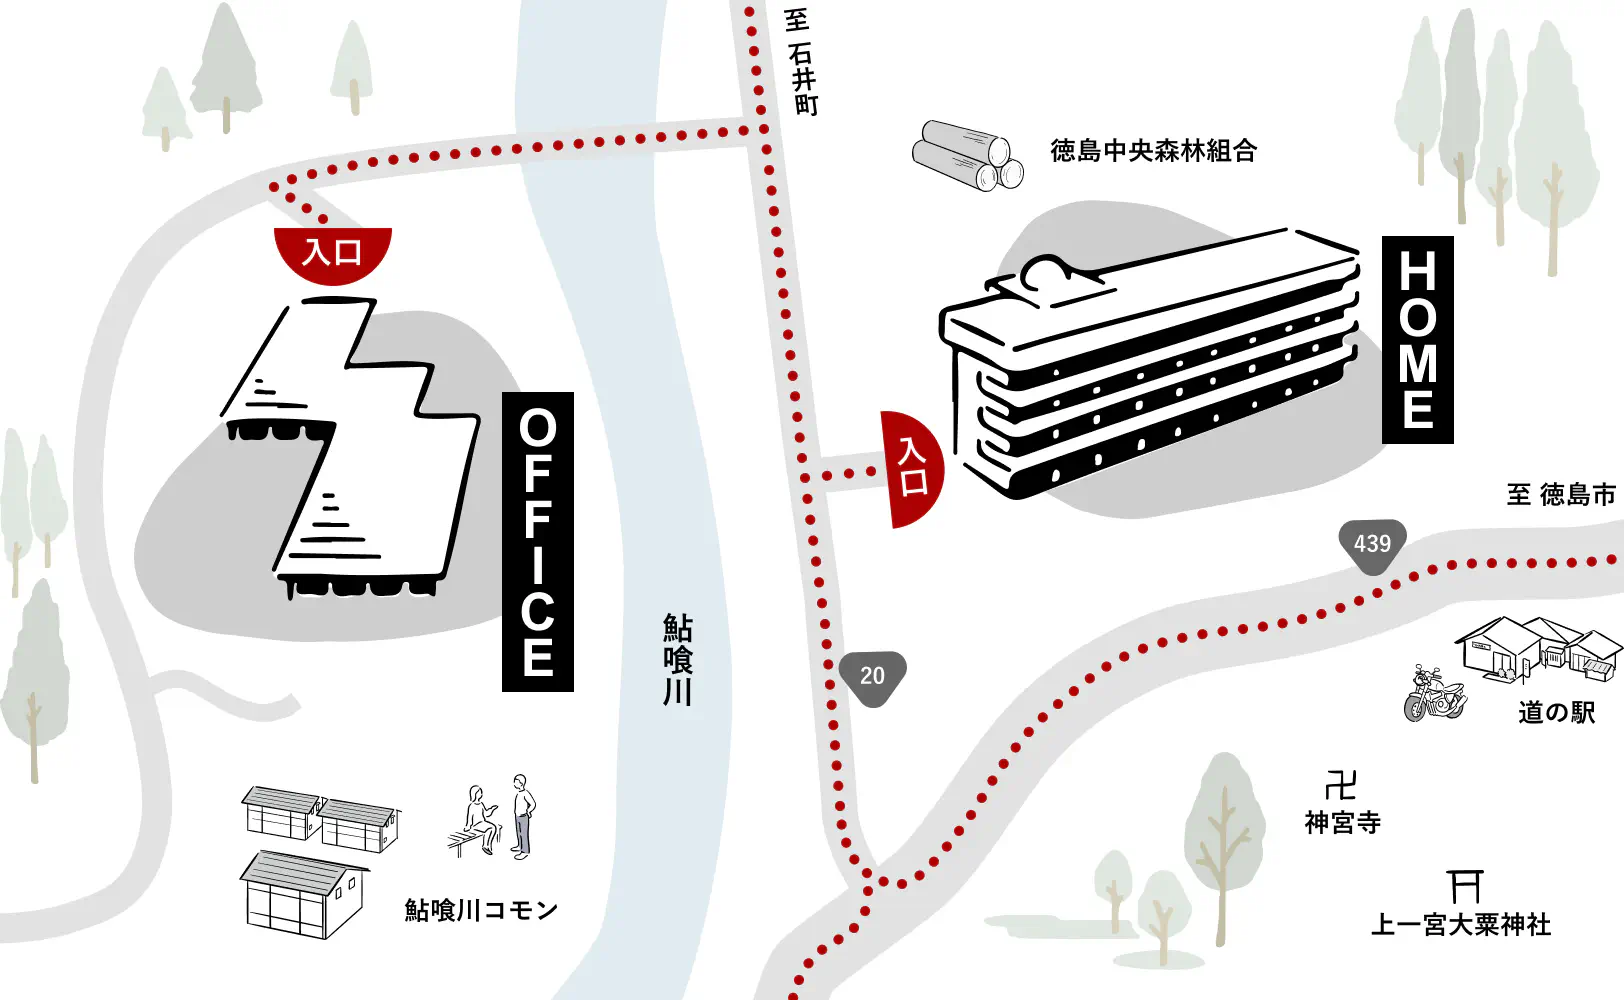 至 石井町
徳島中央森林組合
入口
HOME
OFFICE
入口
至 徳島市
439
鮎喰川
20
道の駅
卍
神宮寺
鮎喰川コモン
上一宮大粟神社